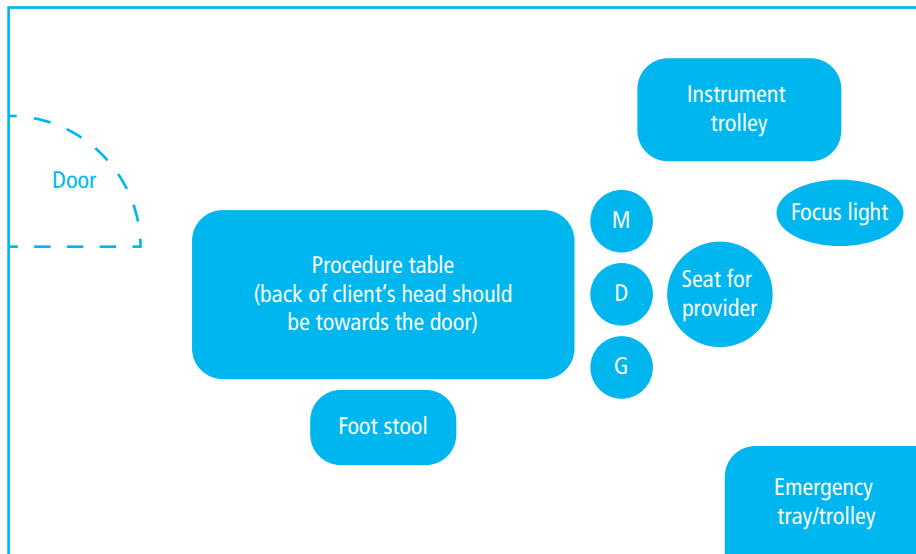 Instrument
trolley
Door
Focus light
M
Procedure table
(back of client’s head should
be towards the door)
D
Seat for
provider
G
Foot stool
Emergency
tray/trolley